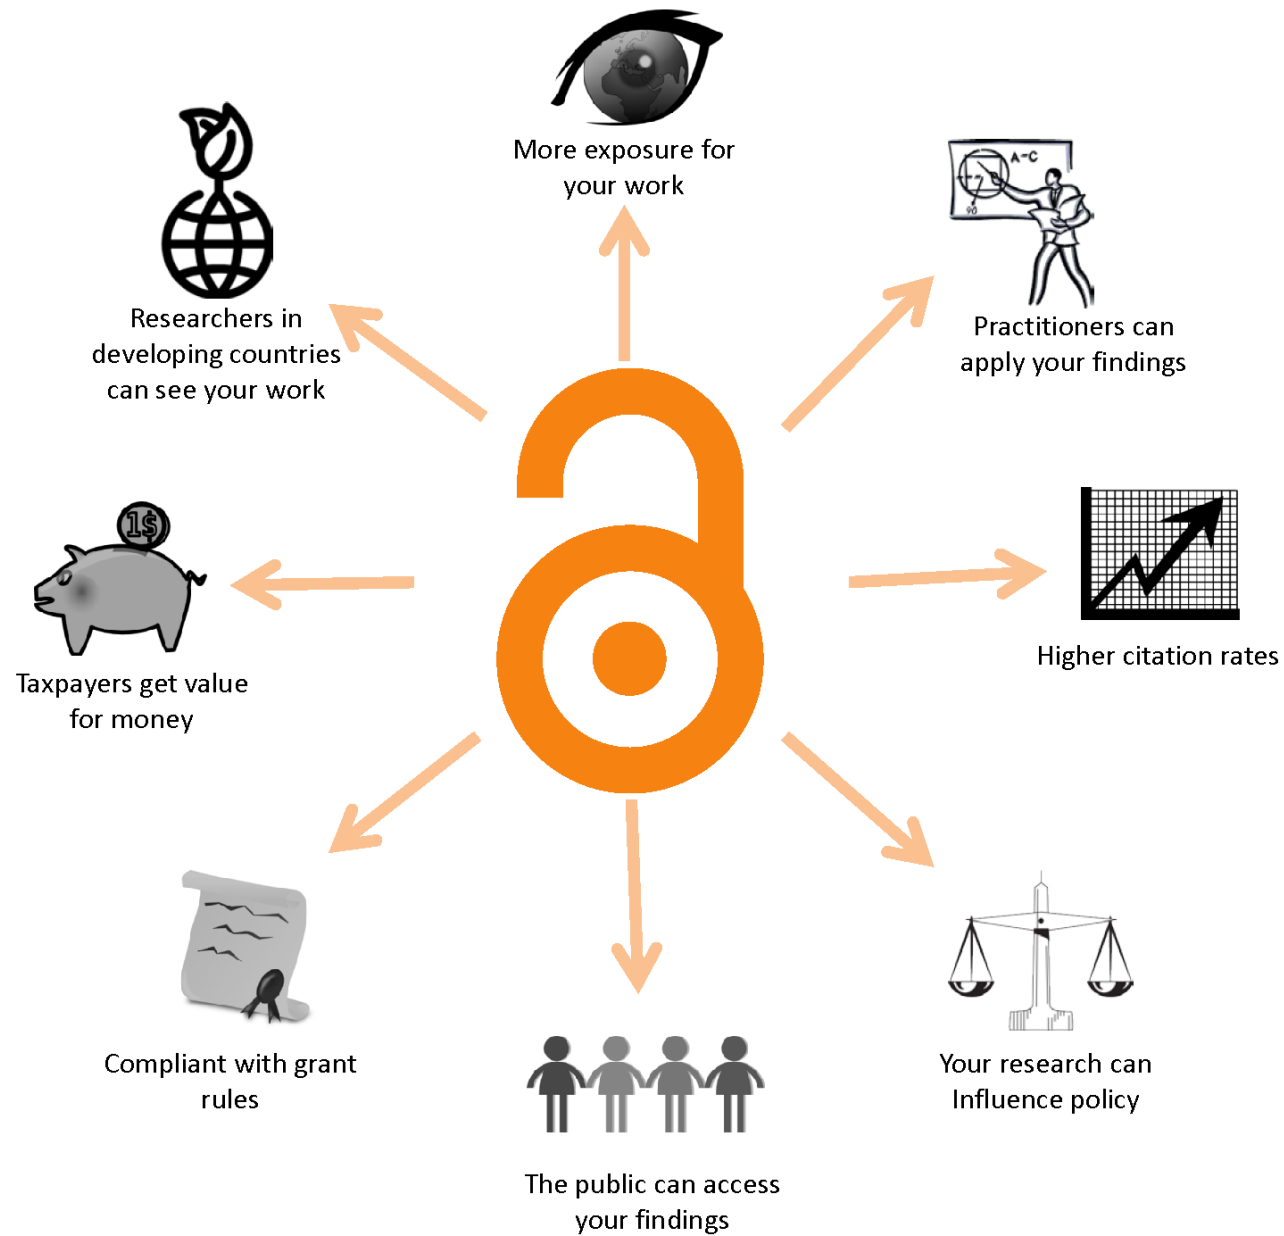 More exposure for
your work
A=C
90
Practitioners can
apply your findings
Researchers in
developing countries
can see your work
1$
Higher citation rates
Taxpayers get value
for money
Compliant with grant
rules
Your research can
Influence policy
The public can access
your findings